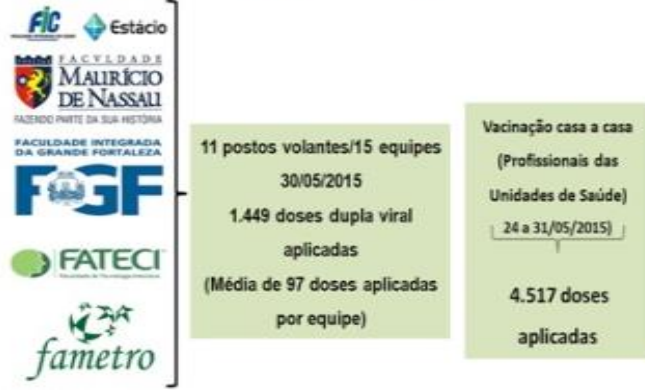 FIC Estácio
FACULDADE
MAURÍCIO
DE NASSAU
FAZENDO PARTE DA SUA HISTÓRIA
FACULDADE INTEGRADA
DA GRANDE FORTALEZA
FGF
FATECI
fametro
11 postos volantes/15 equipes
30/05/2015
1.449 doses dupla viral
aplicadas
(Média de 97 doses aplicadas
por equipe)
Vacinação casa a casa
(Profissionais das
Unidades de Saúde)
24 a 31/05/2015)
4.517 doses
aplicadas